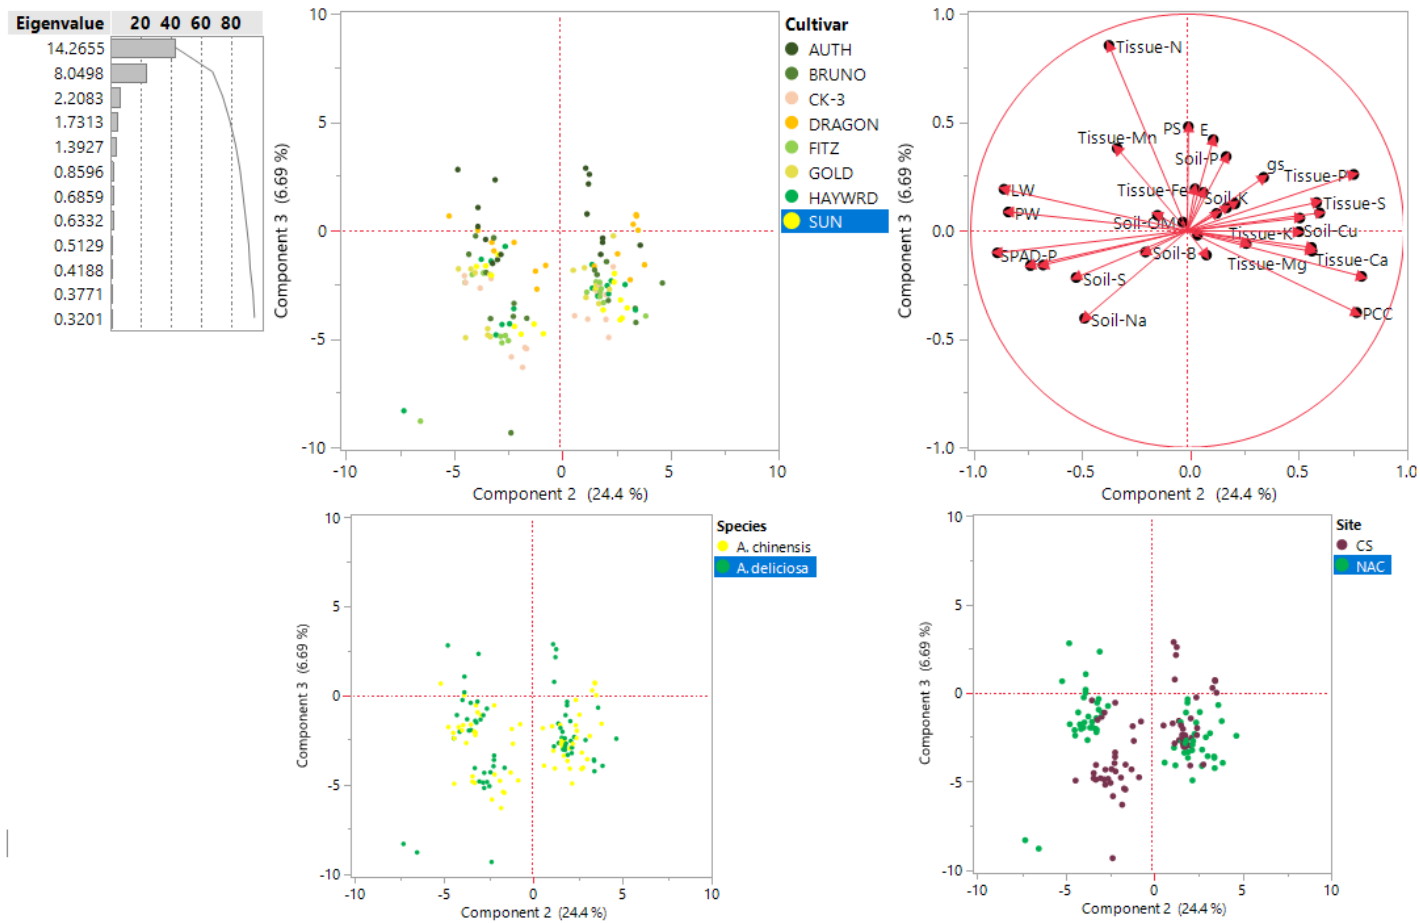 Eigenvalue 20 40 60 80
14.2655
8.0498
2.2083
1.7313
1.3927
0.8596
0.6859
0.6332
0.5129
0.4188
0.3771
0.3201
10
5
0
-5
-10
Component 3 (6.69 %)
-10 -5 0 5 10
Component 2 (24.4 %)
Cultivar
AUTH
BRUNO
CK-3
DRAGON
FITZ
GOLD
HAYWRD
SUN
1.0
0.5
0.0
-0.5
-1.0
Component 3 (6.69 %)
Tissue-N
PS E
Tissue-Mn
Soil-P
gs
Tissue-P
LW
Tissue-Fe
Soil-K
Tissue-S
PW
Soil-OM
Tissue-K
Soil-Cu
SPAD-P
Soil-B
Tissue-Mg
Tissue-Ca
Soil-S
Soil-Na
PCC
-1.0 -0.5 0.0 0.5 1.0
Component 2 (24.4 %)
10
5
0
-5
-10
Component 3 (6.69 %)
-10 -5 0 5 10
Component 2 (24.4 %)
Species
A. chinensis
A. deliciosa
10
5
0
-5
-10
Component 3 (6.69 %)
-10 -5 0 5 10
Component 2 (24.4 %)
Site
CS
NAC